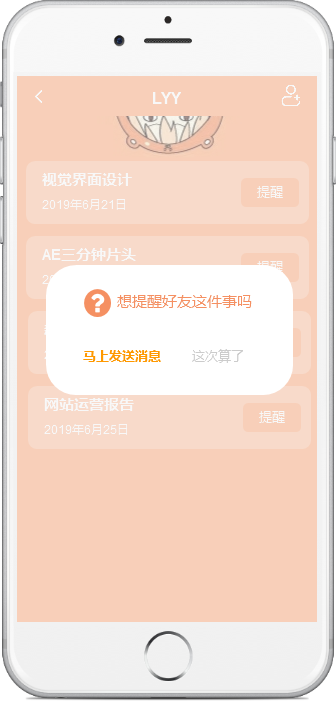 LYY
视觉界面设计
2019年6月21日
提醒
AE三分钟片头
提醒
?
想提醒好友这件事吗
马上发送消息
这次算了
网站运营报告
2019年6月25日
提醒